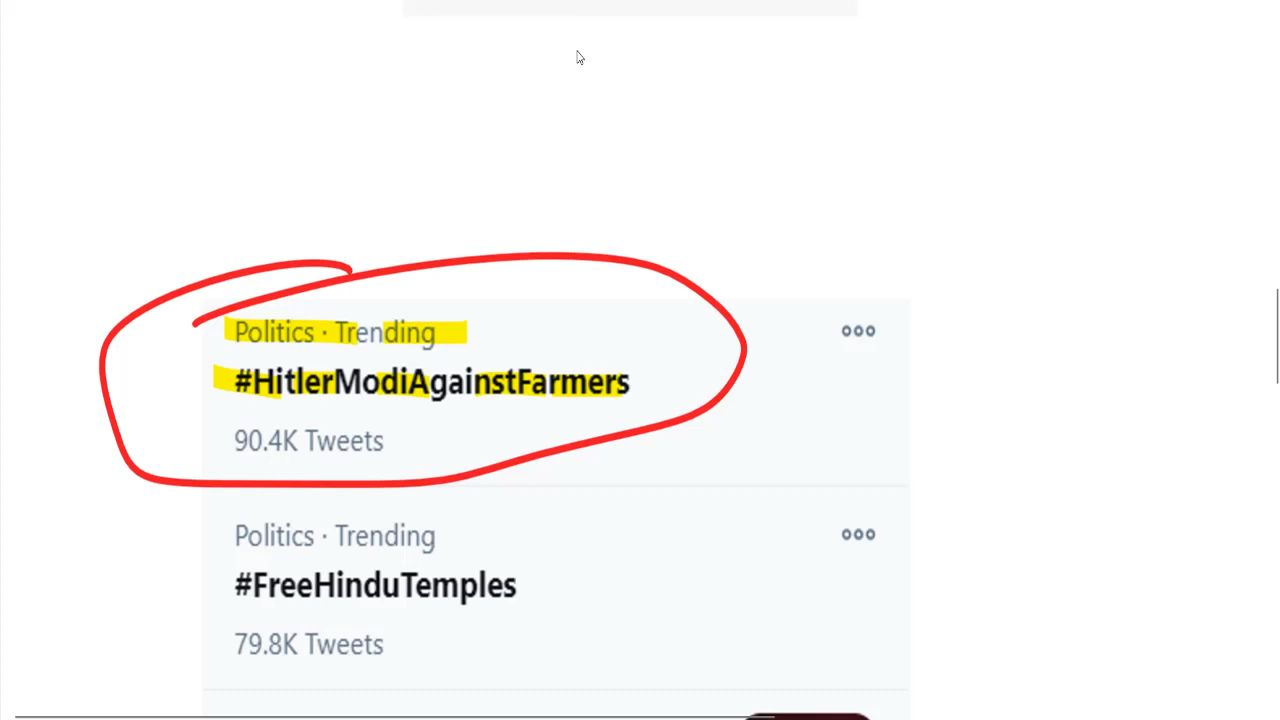 Politics · Trending
#HitlerModiAgainstFarmers
90.4K Tweets
Politics · Trending
#FreeHinduTemples
79.8K Tweets